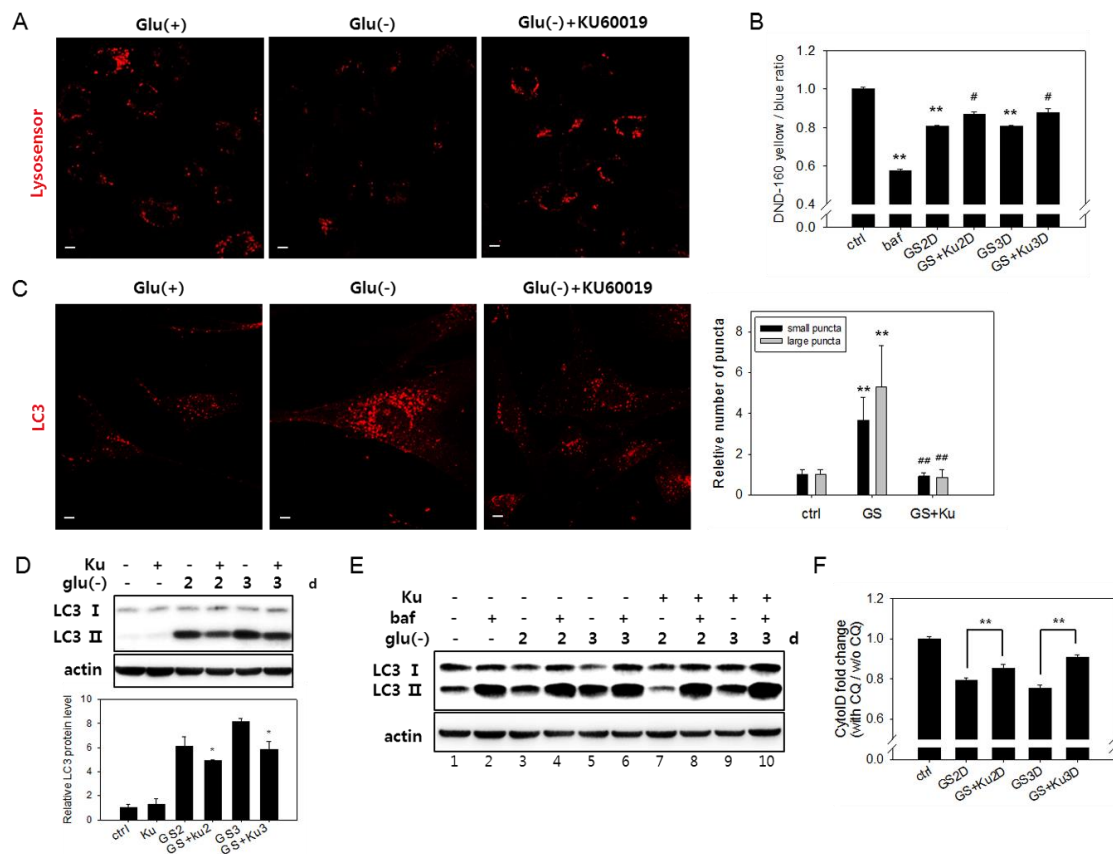 A
Glu(+)
Glu(-)
Glu(-)+KU60019
Lysosensor
B
DND-160 yellow / blue ratio
1.2
1.0
0.8
0.6
0.4
0.0
ctrl
baf
GS2D
GS+Ku2D
GS3D
GS+Ku3D
**
**
#
**
#
C
Glu(+)
Glu(-)
Glu(-)+KU60019
LC3
Reletive number of puncta
8
6
4
2
0
small puncta
large puncta
**
**
##
##
ctrl
GS
GS+Ku
D
Ku - + - + - +
glu(-) - - 2 2 3 3 d
LC3 I
LC3 II
actin
Relative LC3 protein level
10
8
6
4
2
0
*
*
ctrl
Ku
GS2
GS+ku2
GS3
GS+Ku3
E
Ku - - - - - - + + + +
baf - + - + - + - + - +
glu(-) - - 2 2 3 3 2 2 3 3 d
LC3 I
LC3 II
actin
1 2 3 4 5 6 7 8 9 10
F
CytoID fold change
(with CQ / w/o CQ)
1.2
1.0
0.8
0.6
0.0
**
**
ctrl
GS2D
GS+Ku2D
GS3D
GS+Ku3D